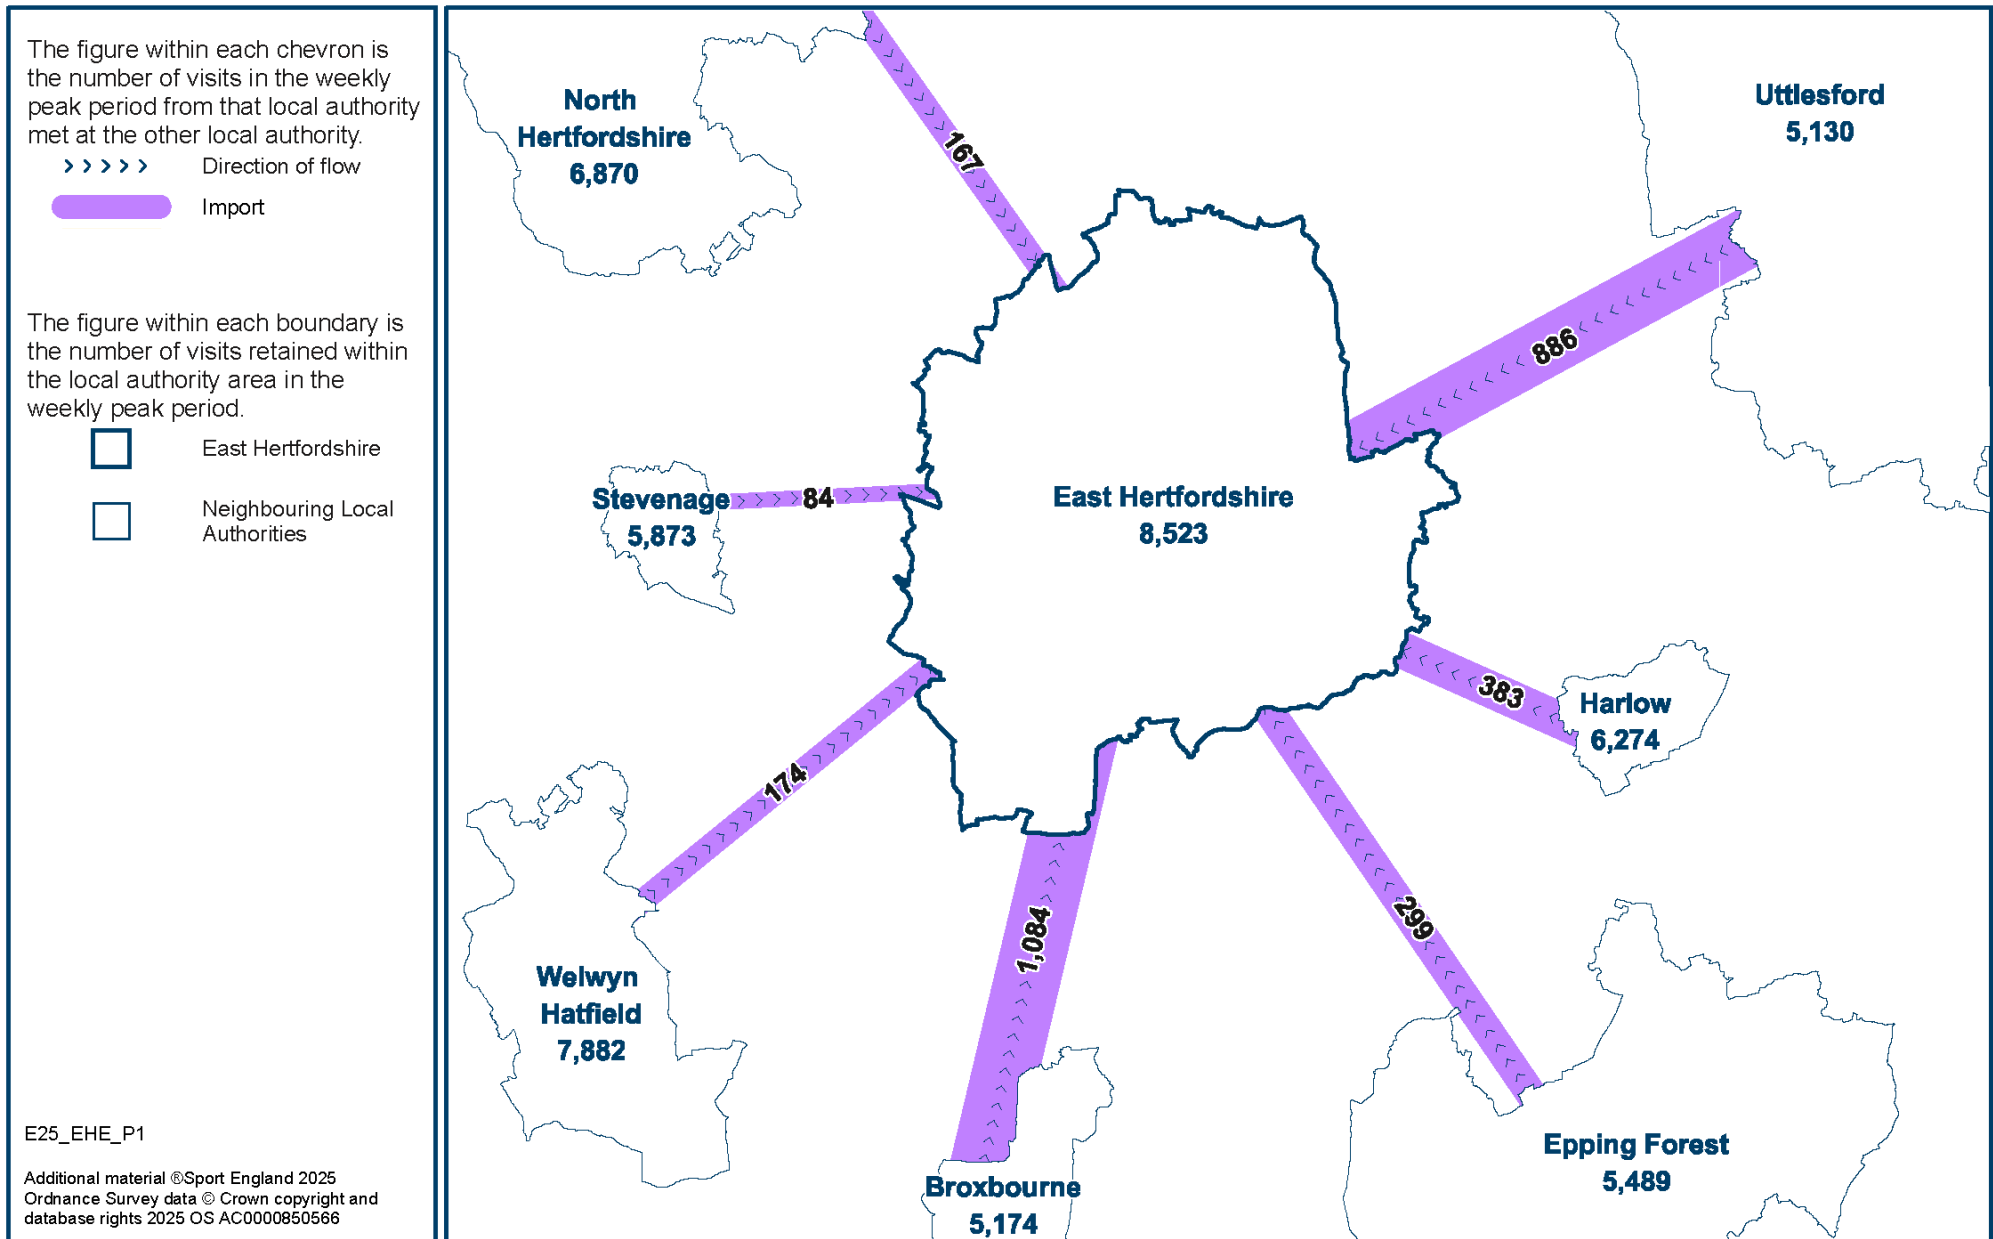 The figure within each chevron is
the number of visits in the weekly
peak period from that local authority
met at the other local authority.
Direction of flow
Import
The figure within each boundary is
the number of visits retained within
the local authority area in the
weekly peak period.
East Hertfordshire
Neighbouring Local
Authorities
E25_EHE_P1
Additional material ®Sport England 2025
Ordnance Survey data © Crown copyright and
database rights 2025 OS AC0000850566
North
Hertfordshire
6,870
167
Uttlesford
5,130
886
Stevenage
5,873
84
East Hertfordshire
8,523
383
Harlow
6,274
174
Welwyn
Hatfield
7,882
1,084
299
Broxbourne
5,174
Epping Forest
5,489